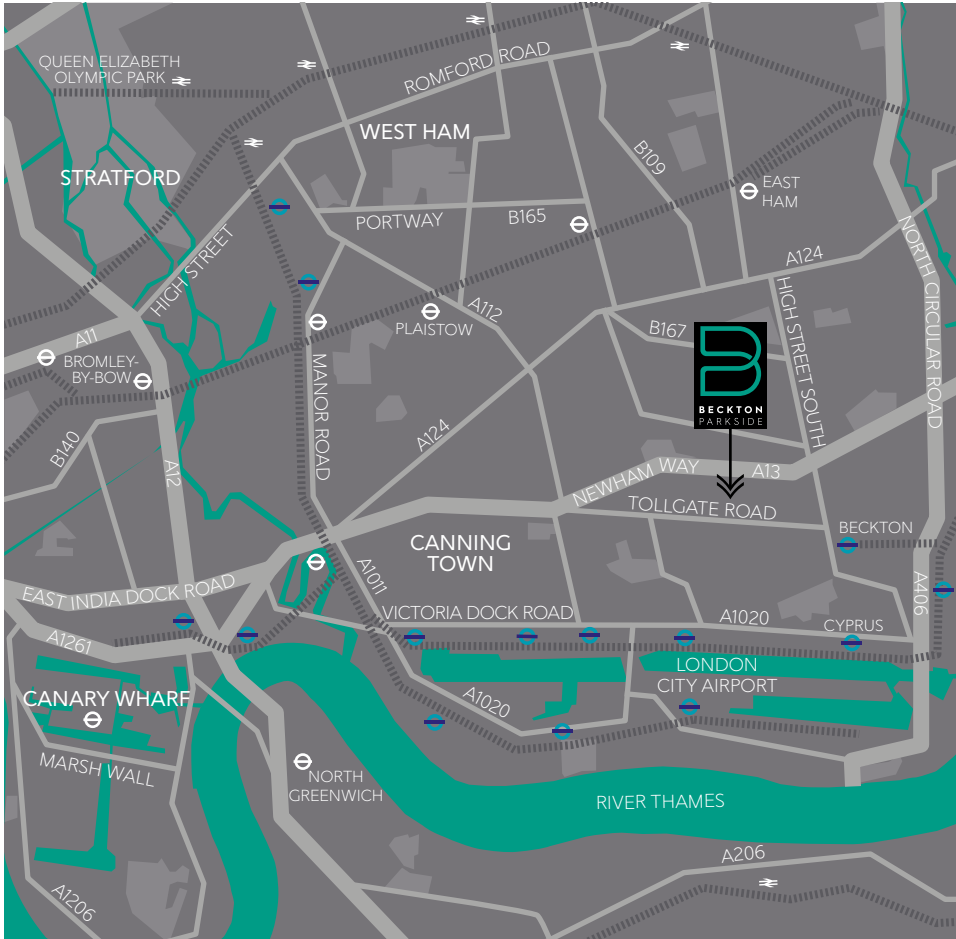 QUEEN ELIZABETH
OLYMPIC PARK
ROMFORD ROAD
WEST HAM
STRATFORD
B109
EAST
HAM
PORTWAY
B165
HIGH STREET
NORTH CIRCULAR ROAD
A124
A112
PLAISTOW
HIGH STREET SOUTH
B167
A11
BROMLEY-
BY-BOW
MANOR ROAD
BECKTON
PARKSIDE
A124
B140
A12
NEWHAM WAY
A13
TOLLGATE ROAD
BECKTON
CANNING
TOWN
A1011
EAST INDIA DOCK ROAD
VICTORIA DOCK ROAD
A1020
CYPRUS
A406
A1261
LONDON
CITY AIRPORT
CANARY WHARF
A1020
MARSH WALL
NORTH
GREENWICH
RIVER THAMES
A206
A1206